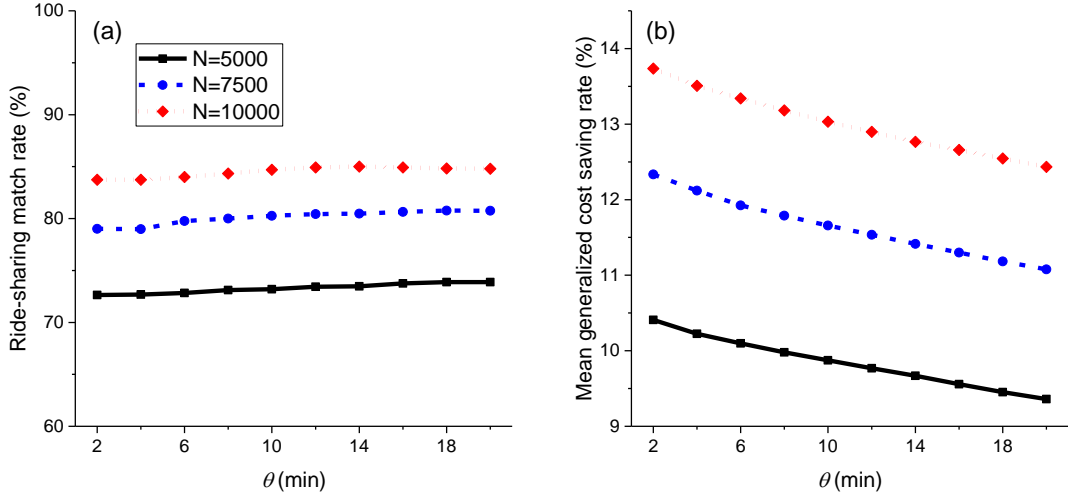 (a)
N=5000
N=7500
N=10000
Ride-sharing match rate (%)
100
90
80
70
60
2 6 10 14 18
θ (min)
(b)
Mean generalized cost saving rate (%)
14
13
12
11
10
9
2 6 10 14 18
θ (min)